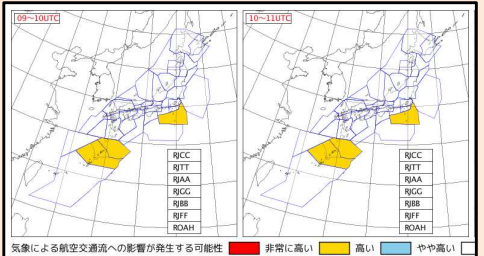 09～10UTC
RJCC
RJTT
RJAA
RJGG
RJBB
RJFF
ROAH
10～11UTC
RJCC
RJTT
RJAA
RJGG
RJBB
RJFF
ROAH
気象による航空交通流への影響が発生する可能性 非常に高い 高い やや高い